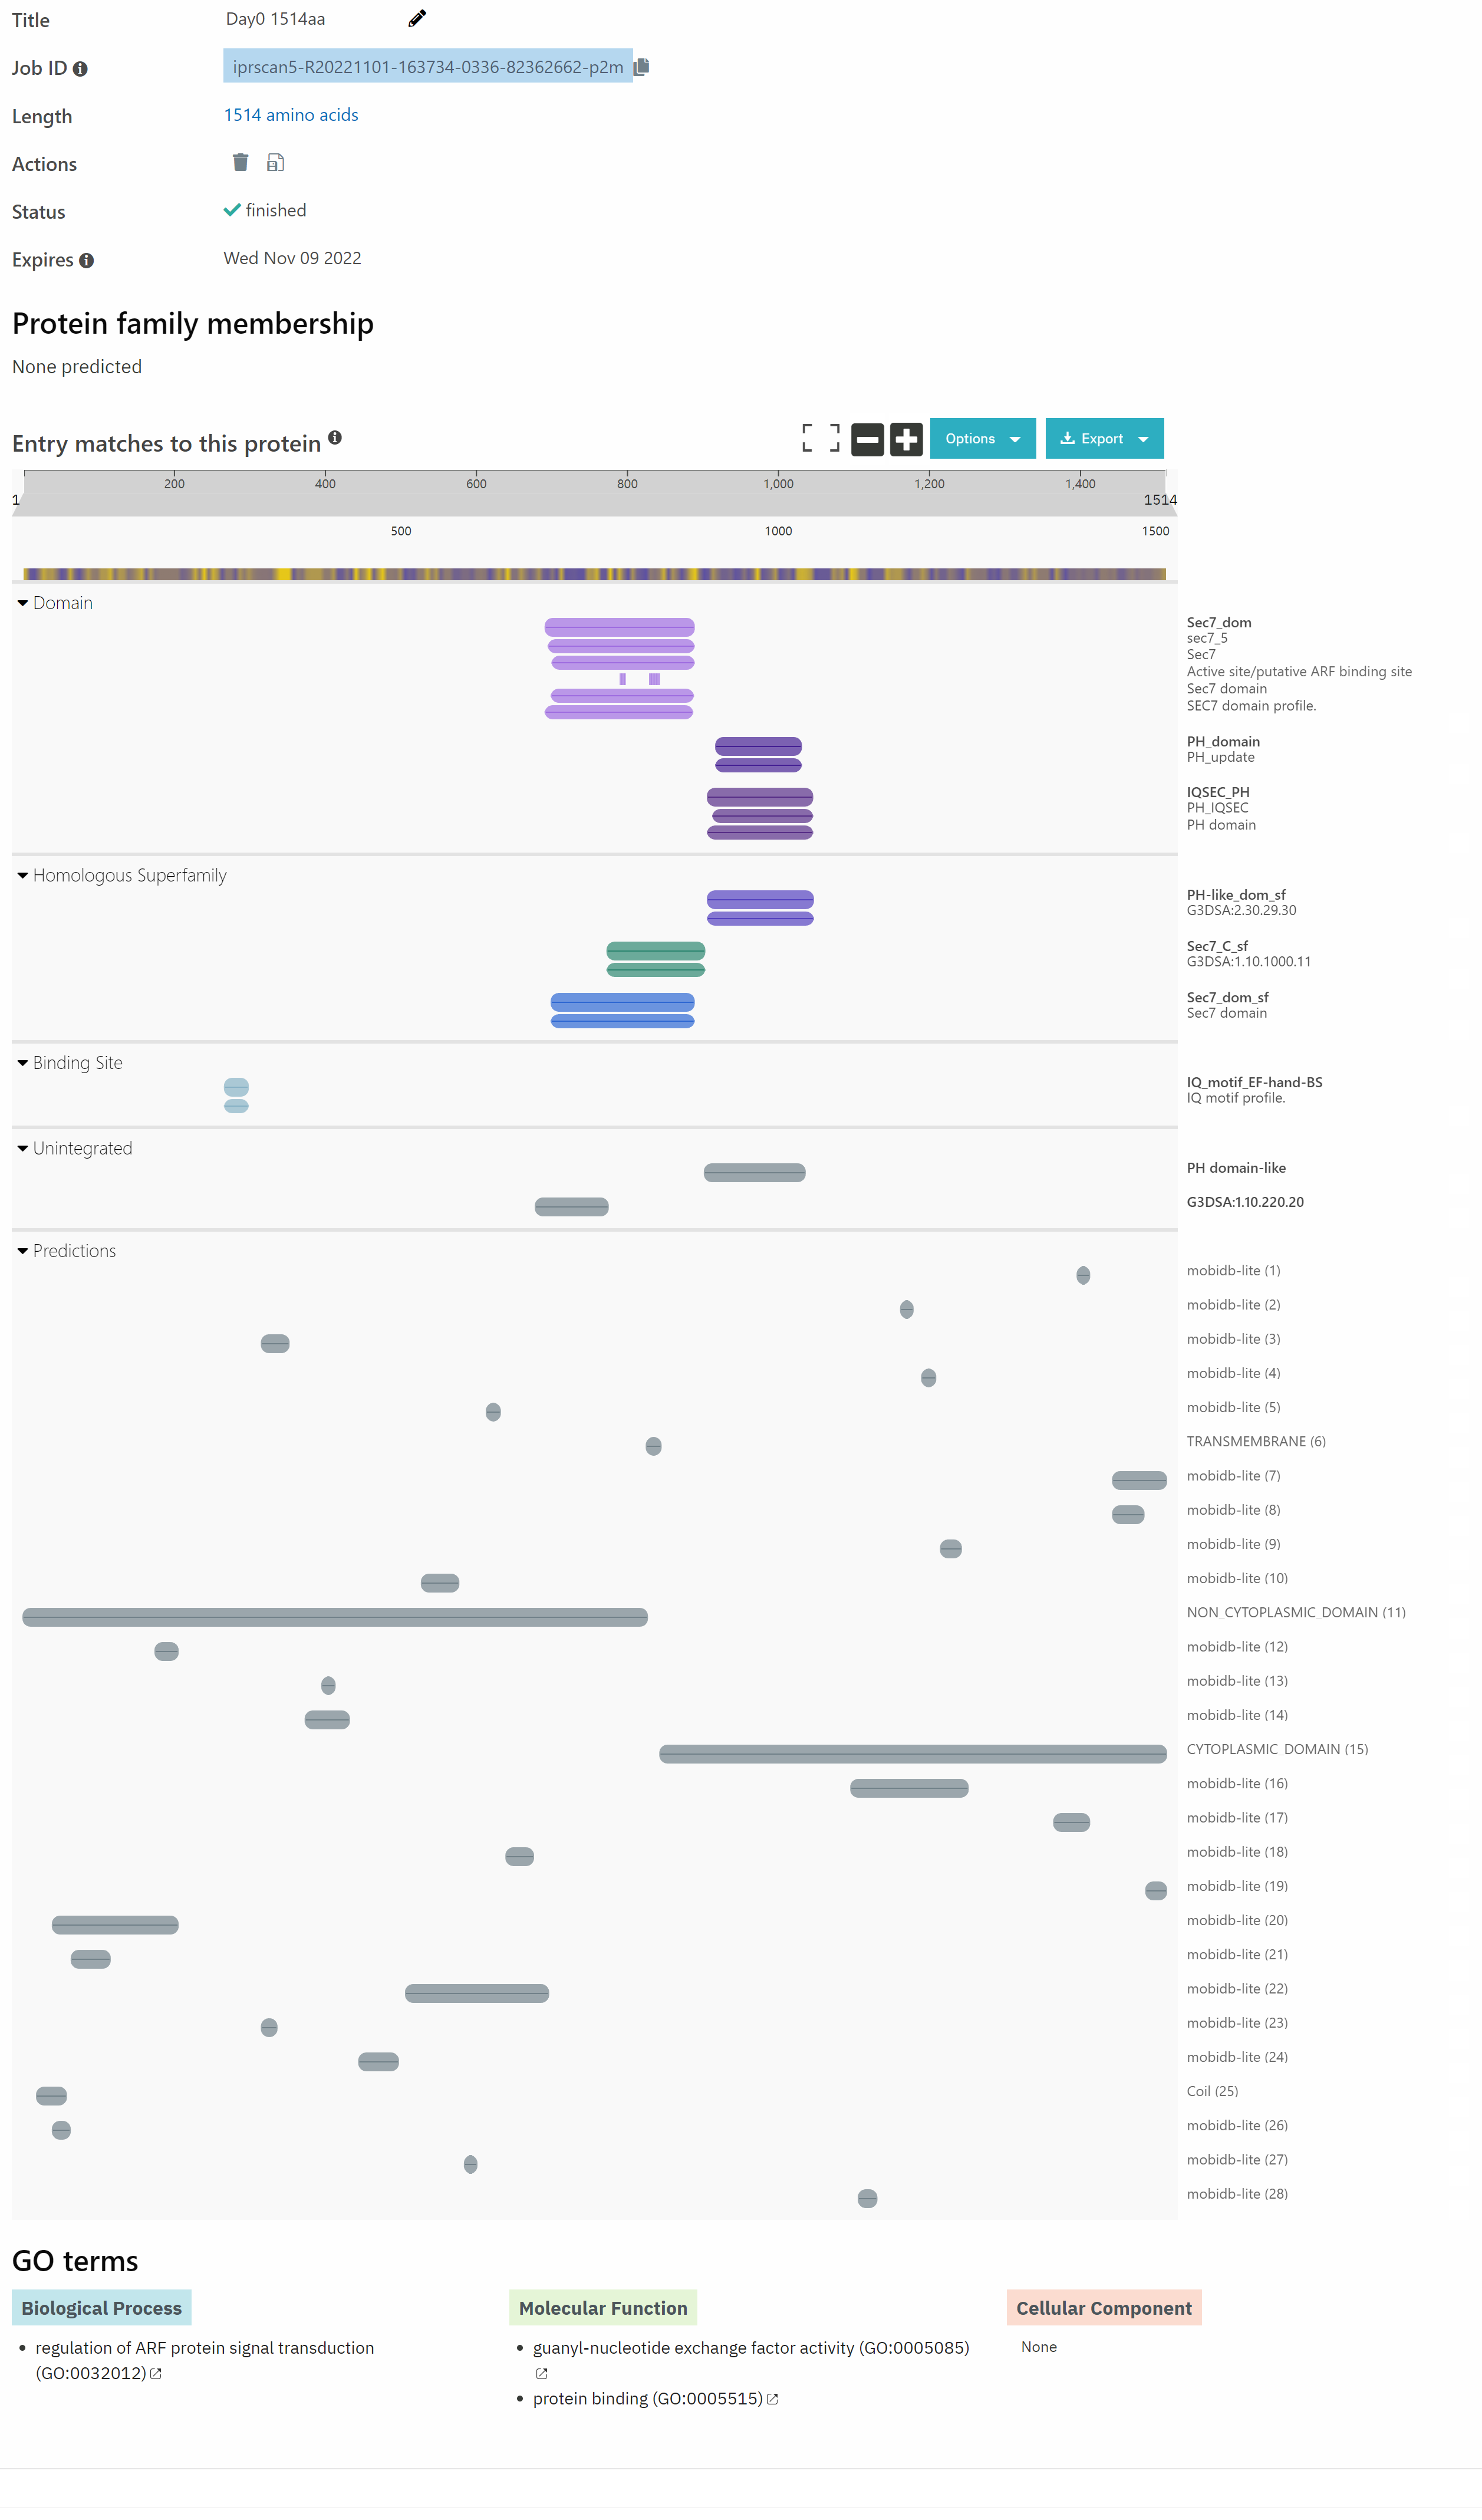 Title Day0 1514aa
Job ID iprscan5-R20221101-163734-0336-82362662-p2m
Length 1514 amino acids
Actions
Status finished
Expires Wed Nov 09 2022
Protein family membership
None predicted
Entry matches to this protein
Options Export
200 400 600 800 1,000 1,200 1,400
1 1514
500 1000 1500
Domain
Sec7_dom
sec7_5
Sec7
Active site/putative ARF binding site
Sec7 domain
SEC7 domain profile.
PH_domain
PH_update
IQSEC_PH
PH_IQSEC
PH domain
Homologous Superfamily
PH-like_dom_sf
G3DSA:2.30.29.30
Sec7_C_sf
G3DSA:1.10.1000.11
Sec7_dom_sf
Sec7 domain
Binding Site
IQ_motif_EF-hand-BS
IQ motif profile.
Unintegrated
PH domain-like
G3DSA:1.10.220.20
Predictions
mobidb-lite (1)
mobidb-lite (2)
mobidb-lite (3)
mobidb-lite (4)
mobidb-lite (5)
TRANSMEMBRANE (6)
mobidb-lite (7)
mobidb-lite (8)
mobidb-lite (9)
mobidb-lite (10)
NON_CYTOPLASMIC_DOMAIN (11)
mobidb-lite (12)
mobidb-lite (13)
mobidb-lite (14)
CYTOPLASMIC_DOMAIN (15)
mobidb-lite (16)
mobidb-lite (17)
mobidb-lite (18)
mobidb-lite (19)
mobidb-lite (20)
mobidb-lite (21)
mobidb-lite (22)
mobidb-lite (23)
mobidb-lite (24)
Coil (25)
mobidb-lite (26)
mobidb-lite (27)
mobidb-lite (28)
GO terms
Biological Process
regulation of ARF protein signal transduction
(GO:0032012)
Molecular Function
guanyl-nucleotide exchange factor activity (GO:0005085)
protein binding (GO:0005515)
Cellular Component
None